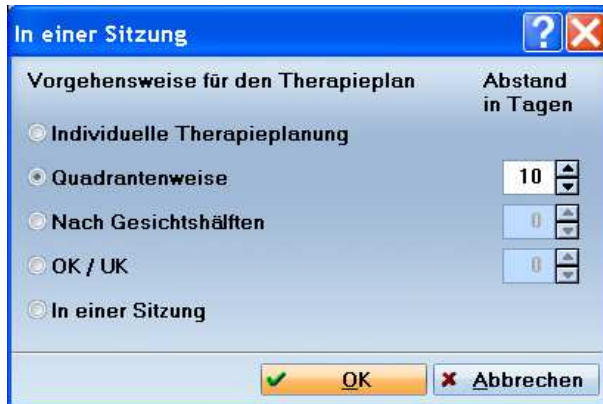 In einer Sitzung
Vorgehensweise für den Therapieplan
Abstand
in Tagen
Individuelle Therapieplanung
Quadrantenweise 10
Nach Gesichtshälften 0
OK / UK 0
In einer Sitzung
OK Abbrechen